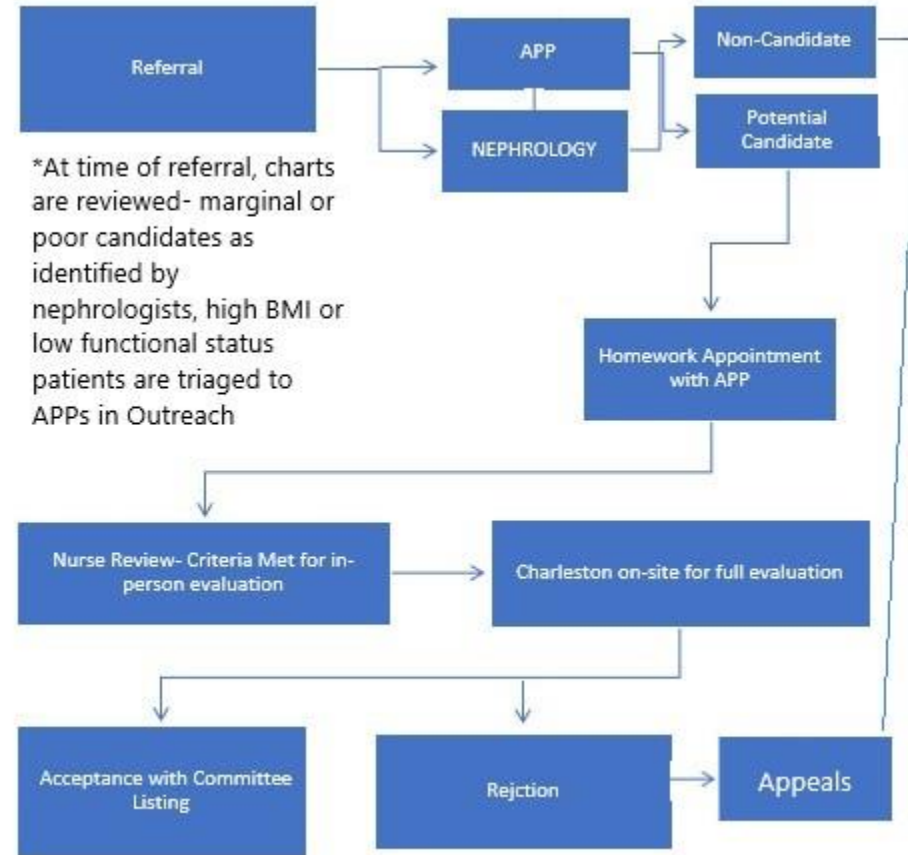 Referral
APP
NEPHROLOGY
Non-Candidate
Potential
Candidate
*At time of referral, charts
are reviewed- marginal or
poor candidates as
identified by
nephrologists, high BMI or
low functional status
patients are triaged to
APPs in Outreach
Homework Appointment
with APP
Nurse Review- Criteria Met for in-
person evaluation
Charleston on-site for full evaluation
Acceptance with Committee
Listing
Rejction
Appeals